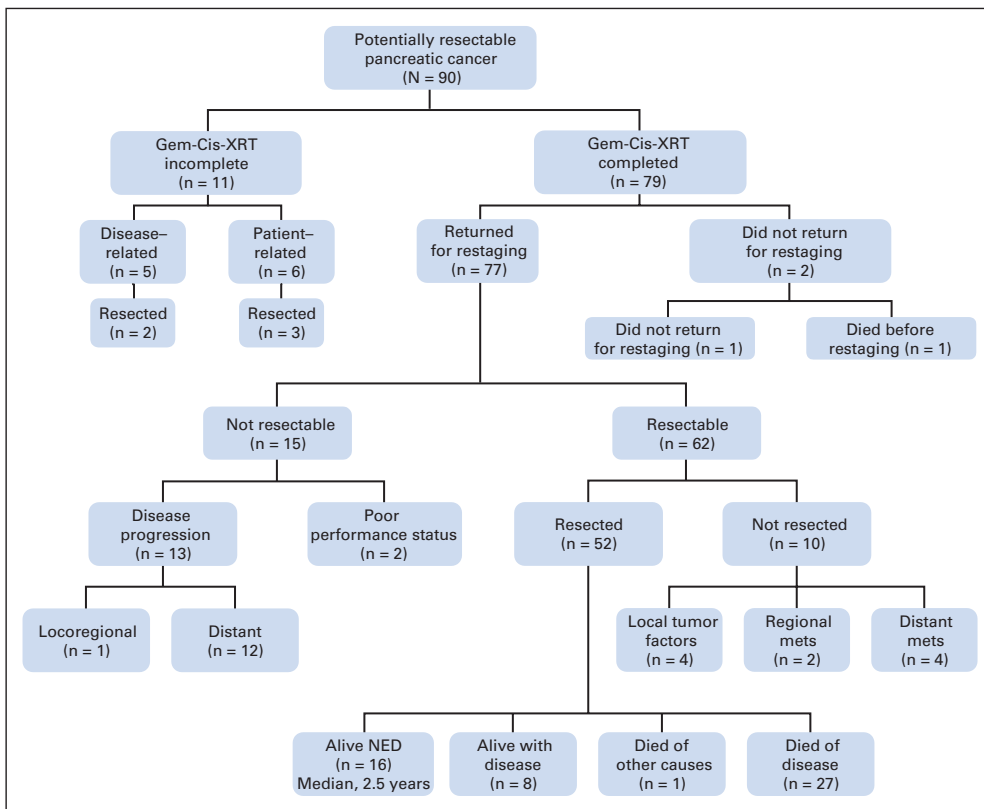 Potentially resectable
pancreatic cancer
(N = 90)
Gem-Cis-XRT
incomplete
(n = 11)
Gem-Cis-XRT
completed
(n = 79)
Disease–
related
(n = 5)
Patient–
related
(n = 6)
Returned
for restaging
(n = 77)
Did not return
for restaging
(n = 2)
Resected
(n = 2)
Resected
(n = 3)
Did not return
for restaging (n = 1)
Died before
restaging (n = 1)
Not resectable
(n = 15)
Resectable
(n = 62)
Disease
progression
(n = 13)
Poor
performance status
(n = 2)
Resected
(n = 52)
Not resected
(n = 10)
Locoregional
(n = 1)
Distant
(n = 12)
Local tumor
factors
(n = 4)
Regional
mets
(n = 2)
Distant
mets
(n = 4)
Alive NED
(n = 16)
Median, 2.5 years
Alive with
disease
(n = 8)
Died of
other causes
(n = 1)
Died of
disease
(n = 27)